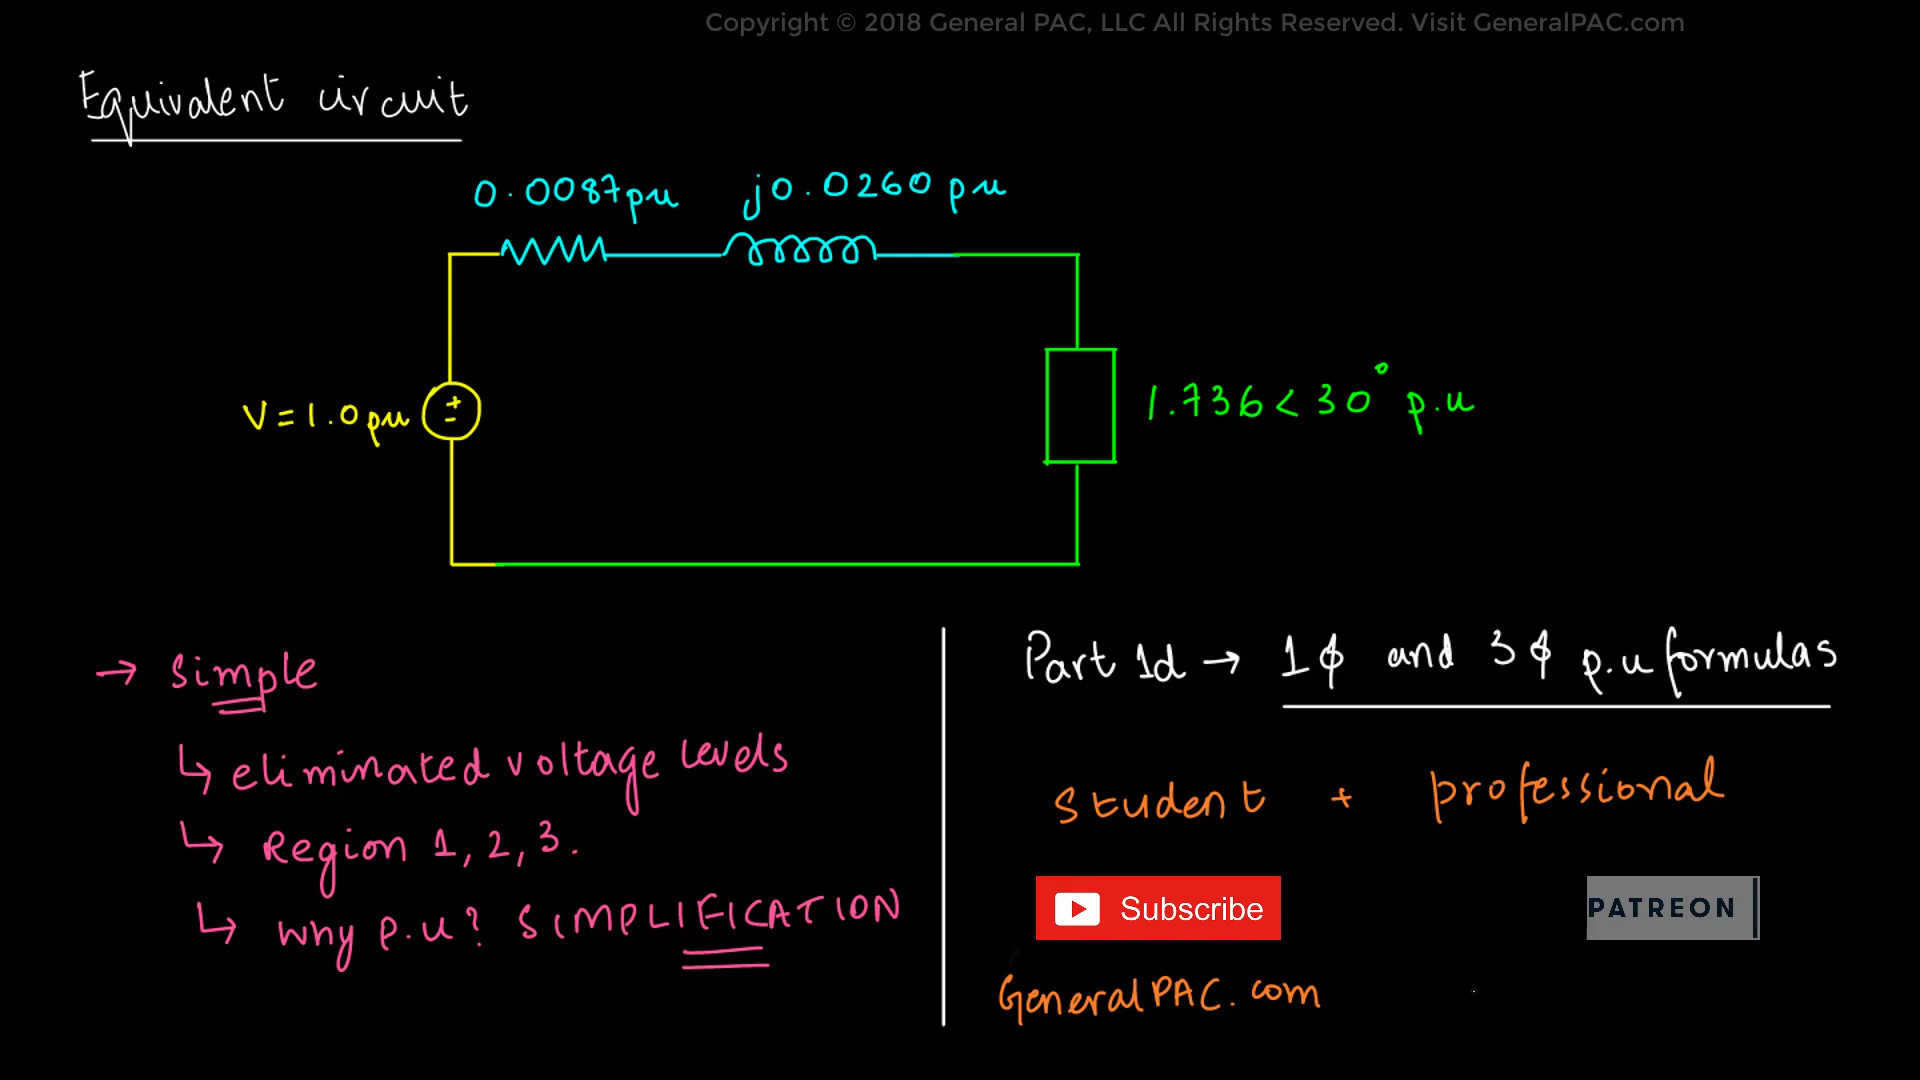 Copyright © 2018 General PAC, LLC All Rights Reserved. Visit GeneralPAC.com
Equivalent circuit
0.0087pu
j0.0260 pu
V = 1.0 pu
+
-
1.736 < 30° p.u
→ Simple
↳ eliminated voltage levels
↳ Region 1, 2, 3.
↳ Why p.u? SIMPLIFICATION
Part 1d → 1ϕ and 3ϕ p.u formulas
Student + professional
Subscribe
PATREON
GeneralPAC.com